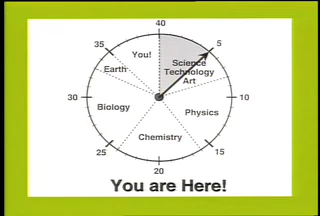 40
35
You!
5
Science
Technology
Art
Earth
30
Biology
10
Physics
Chemistry
25
15
20
You are Here!